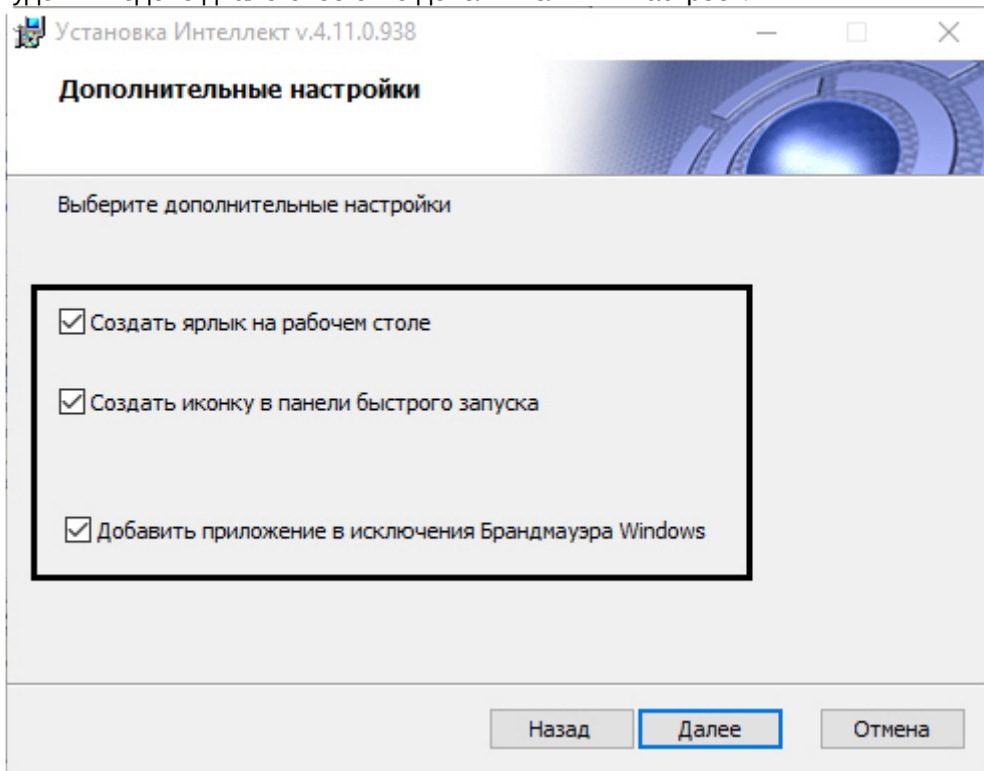 Установка Интеллект v.4.11.0.938
Дополнительные настройки
Выберите дополнительные настройки
Создать ярлык на рабочем столе
Создать иконку в панели быстрого запуска
Добавить приложение в исключения Брандмауэра Windows
Назад Далее Отмена